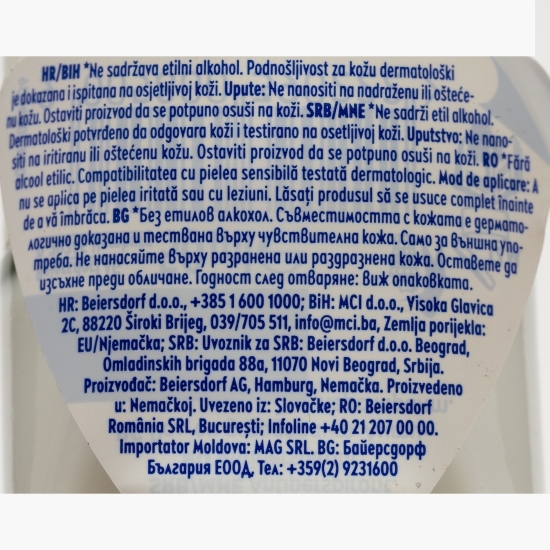 HR/BIH *Ne sadržava etilni alkohol. Podnošljivost za kožu dermatološki
je dokazana i ispitana na osjetljivoj koži. Upute: Ne nanositi na nadraženu ili ošteće-
nu kožu. Ostaviti proizvod da se potpuno osuši na koži. SRB/MNE *Ne sadrži etil alkohol.
Dermatološki potvrđeno da odgovara koži i testirano na osetljivoj koži. Uputstvo: Ne nano-
siti na iritiranu ili oštećenu kožu. Ostaviti proizvod da se potpuno osuši na koži. RO *Fără
alcool etilic. Compatibilitatea cu pielea sensibilă testată dermatologic. Mod de aplicare: A
nu se aplica pe pielea iritată sau cu leziuni. Lăsați produsul să se usuce complet înainte
de a vă îmbrăca. BG *Без етилов алкохол. Съвместимостта с кожата е дермато-
логично доказана и тествана върху чувствителна кожа. Само за външна упо-
треба. Не нанасяйте върху разранена или раздразнена кожа. Оставете да
изсъхне преди обличане. Годност след отваряне: Виж опаковката.
HR: Beiersdorf d.o.o., +385 1 600 1000; BiH: MCI d.o.o., Visoka Glavica
2C, 88220 Široki Brijeg, 039/705 511, info@mci.ba, Zemlja porijekla:
EU/Njemačka; SRB: Uvoznik za SRB: Beiersdorf d.o.o. Beograd,
Omladinskih brigada 88a, 11070 Novi Beograd, Srbija.
Proizvođač: Beiersdorf AG, Hamburg, Nemačka. Proizvedeno
u: Nemačkoj. Uvezeno iz: Slovačke; RO: Beiersdorf
România SRL, București; Infoline +40 21 207 00 00.
Importator Moldova: MAG SRL. BG: Байерсдорф
България ЕООД, Тел: +359(2) 9231600